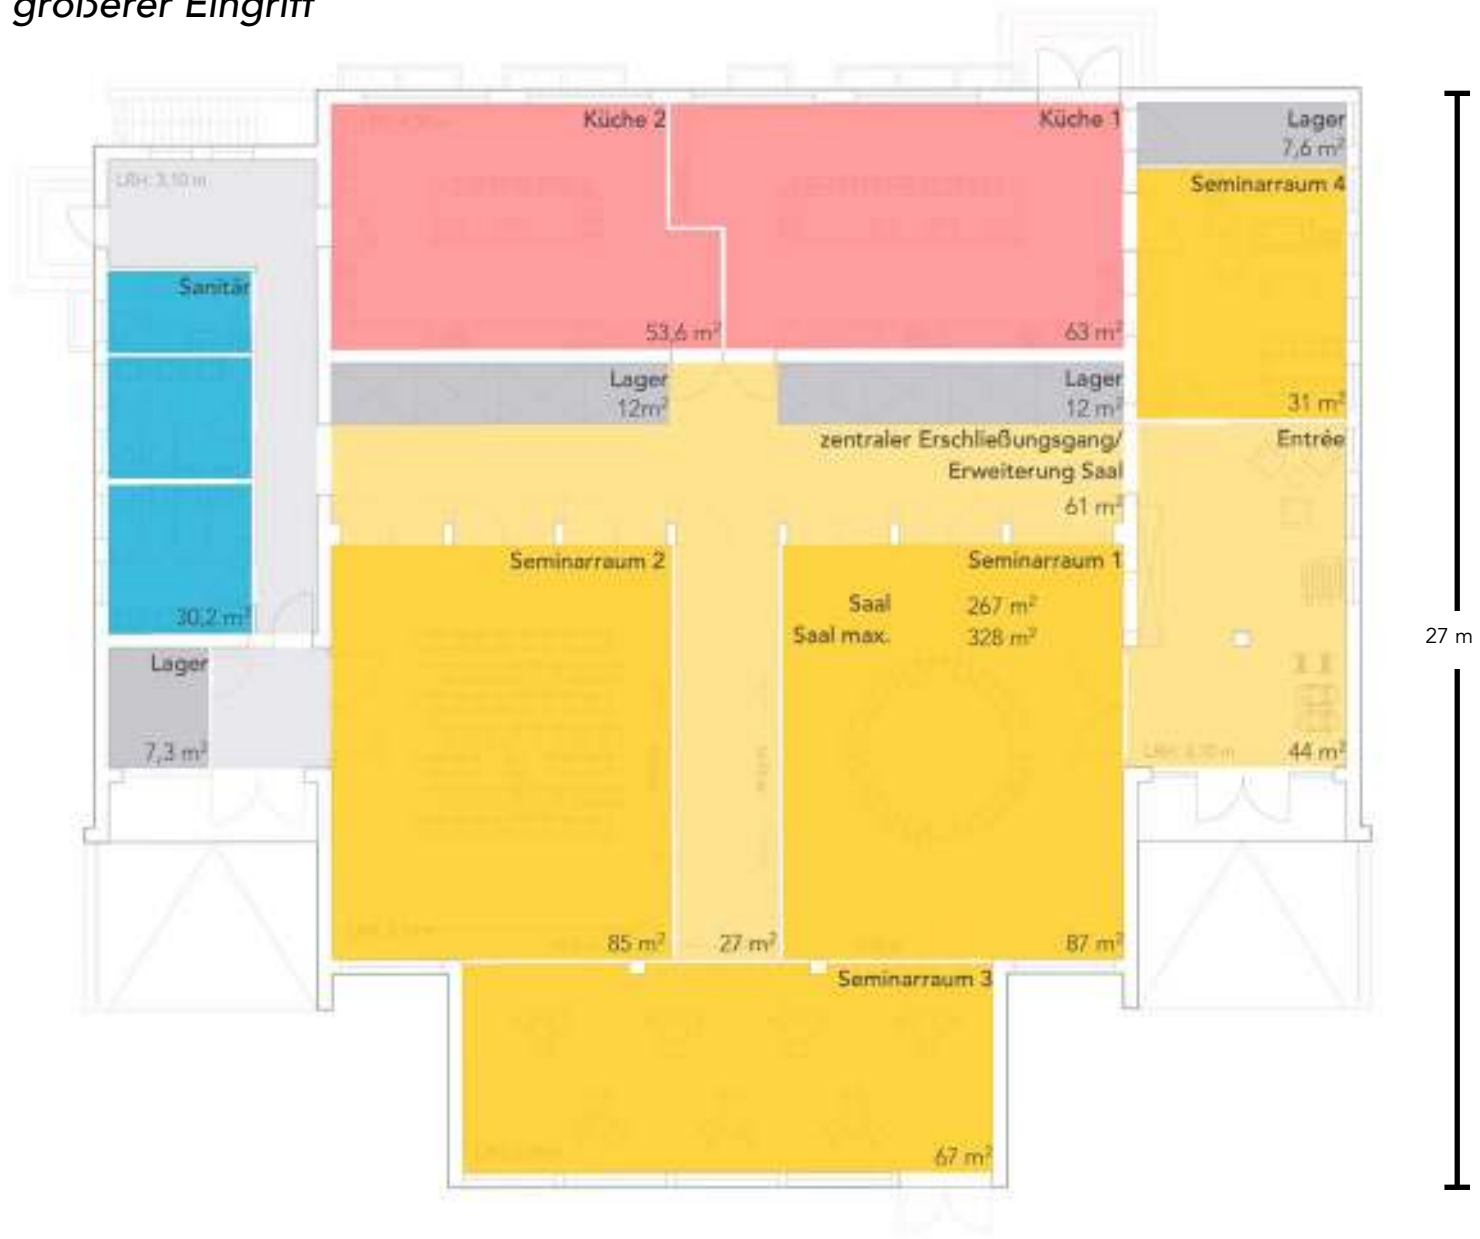 größerer Eingriff
Küche 2
Küche 1
Lager
7,6 m²
LRH: 3,10 m
Seminarraum 4
Sanitär
53,6 m²
63 m²
Lager
12m²
Lager
12 m²
31 m²
zentraler Erschließungsgang/
Erweiterung Saal
61 m²
Entrée
Seminarraum 2
Seminarraum 1
Saal 267 m²
Saal max. 328 m²
30,2 m²
27 m
Lager
7,3 m²
44 m²
85 m²
27 m²
87 m²
Seminarraum 3
67 m²